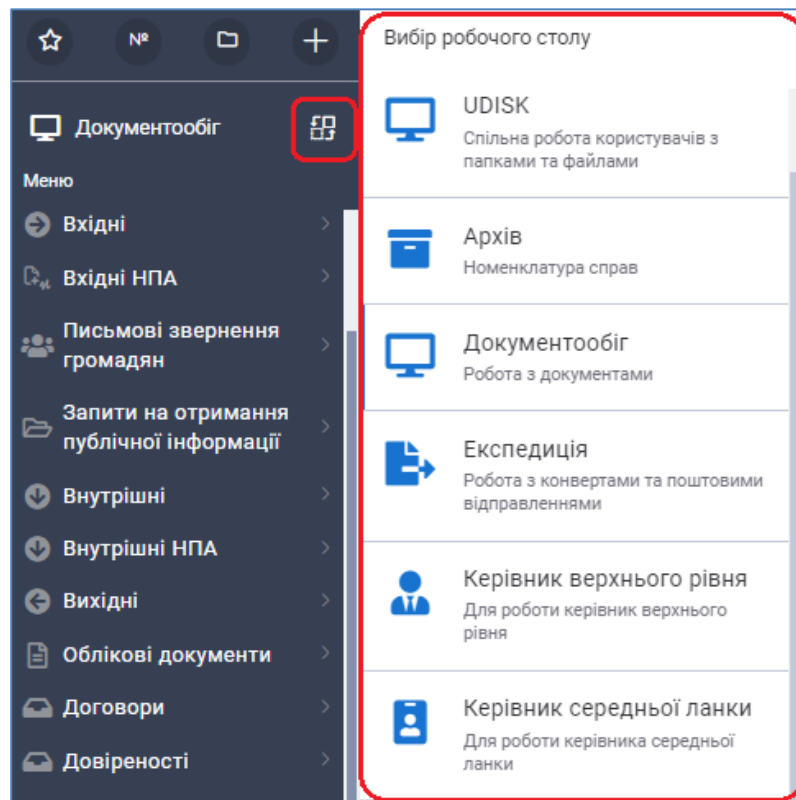 №
Документообіг
Меню
Вхідні
Вхідні НПА
Письмові звернення
громадян
Запити на отримання
публічної інформації
Внутрішні
Внутрішні НПА
Вихідні
Облікові документи
Договори
Довіреності
Вибір робочого столу
UDISK
Спільна робота користувачів з
папками та файлами
Архів
Номенклатура справ
Документообіг
Робота з документами
Експедиція
Робота з конвертами та поштовими
відправленнями
Керівник верхнього рівня
Для роботи керівник верхнього
рівня
Керівник середньої ланки
Для роботи керівника середньої
ланки